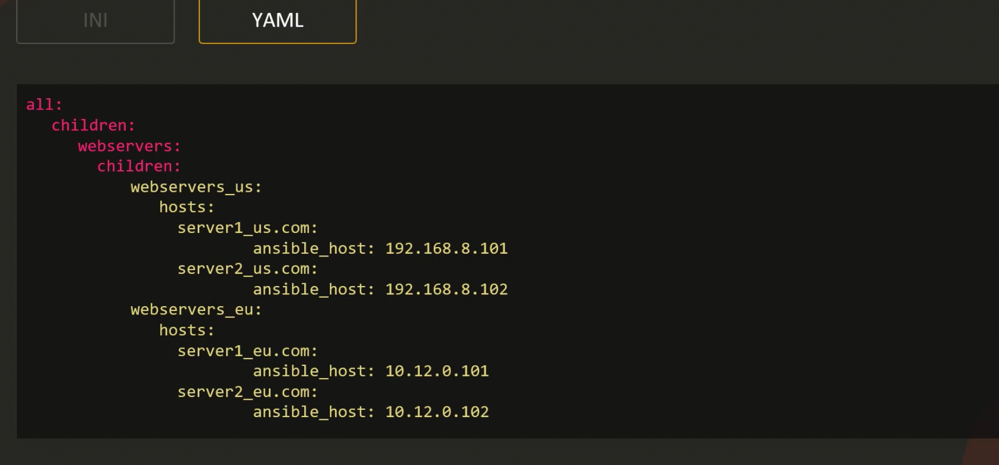 INI
YAML
all:
children:
webservers:
children:
webservers_us:
hosts:
server1_us.com:
ansible_host: 192.168.8.101
server2_us.com:
ansible_host: 192.168.8.102
webservers_eu:
hosts:
server1_eu.com:
ansible_host: 10.12.0.101
server2_eu.com:
ansible_host: 10.12.0.102